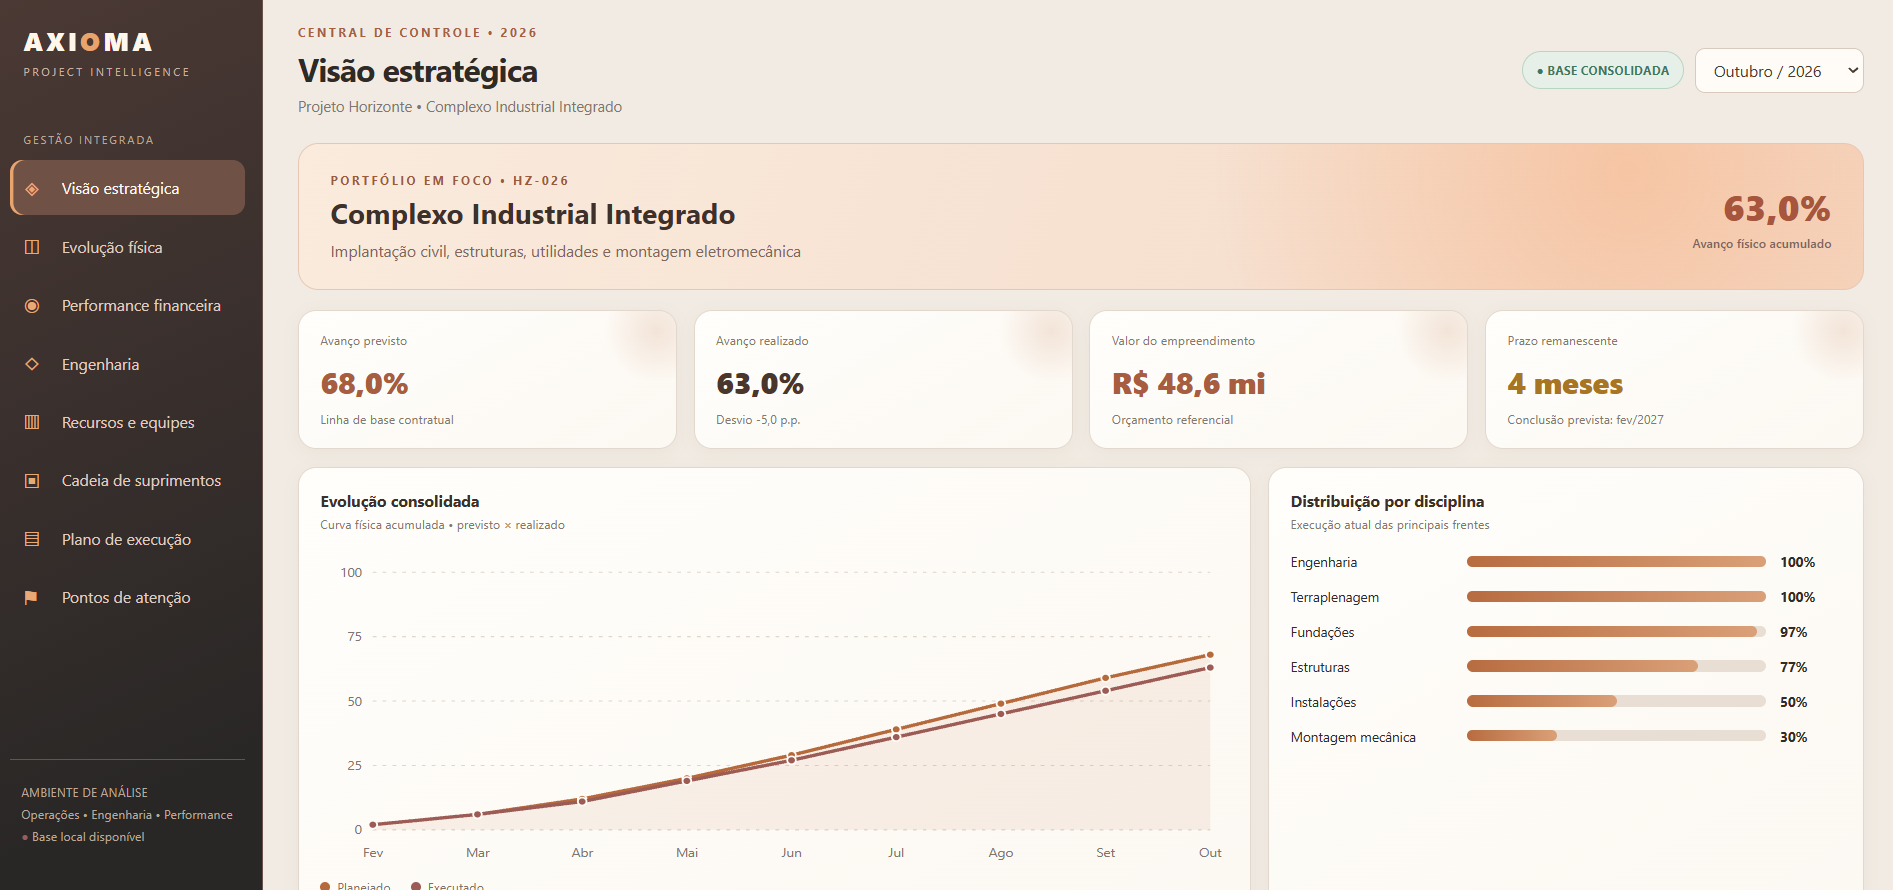 AXIOMA
PROJECT INTELLIGENCE
GESTÃO INTEGRADA
Visão estratégica
Evolução física
Performance financeira
Engenharia
Recursos e equipes
Cadeia de suprimentos
Plano de execução
Pontos de atenção
AMBIENTE DE ANÁLISE
Operações • Engenharia • Performance
• Base local disponível
CENTRAL DE CONTROLE • 2026
Visão estratégica
Projeto Horizonte • Complexo Industrial Integrado
• BASE CONSOLIDADA
Outubro / 2026
PORTFÓLIO EM FOCO • HZ-026
Complexo Industrial Integrado
Implantação civil, estruturas, utilidades e montagem eletromecânica
63,0%
Avanço físico acumulado
Avanço previsto
68,0%
Linha de base contratual
Avanço realizado
63,0%
Desvio -5,0 p.p.
Valor do empreendimento
R$ 48,6 mi
Orçamento referencial
Prazo remanescente
4 meses
Conclusão prevista: fev/2027
Evolução consolidada
Curva física acumulada • previsto × realizado
100
75
50
25
0
Fev Mar Abr Mai Jun Jul Ago Set Out
Planejado Executado
Distribuição por disciplina
Execução atual das principais frentes
Engenharia 100%
Terraplenagem 100%
Fundações 97%
Estruturas 77%
Instalações 50%
Montagem mecânica 30%